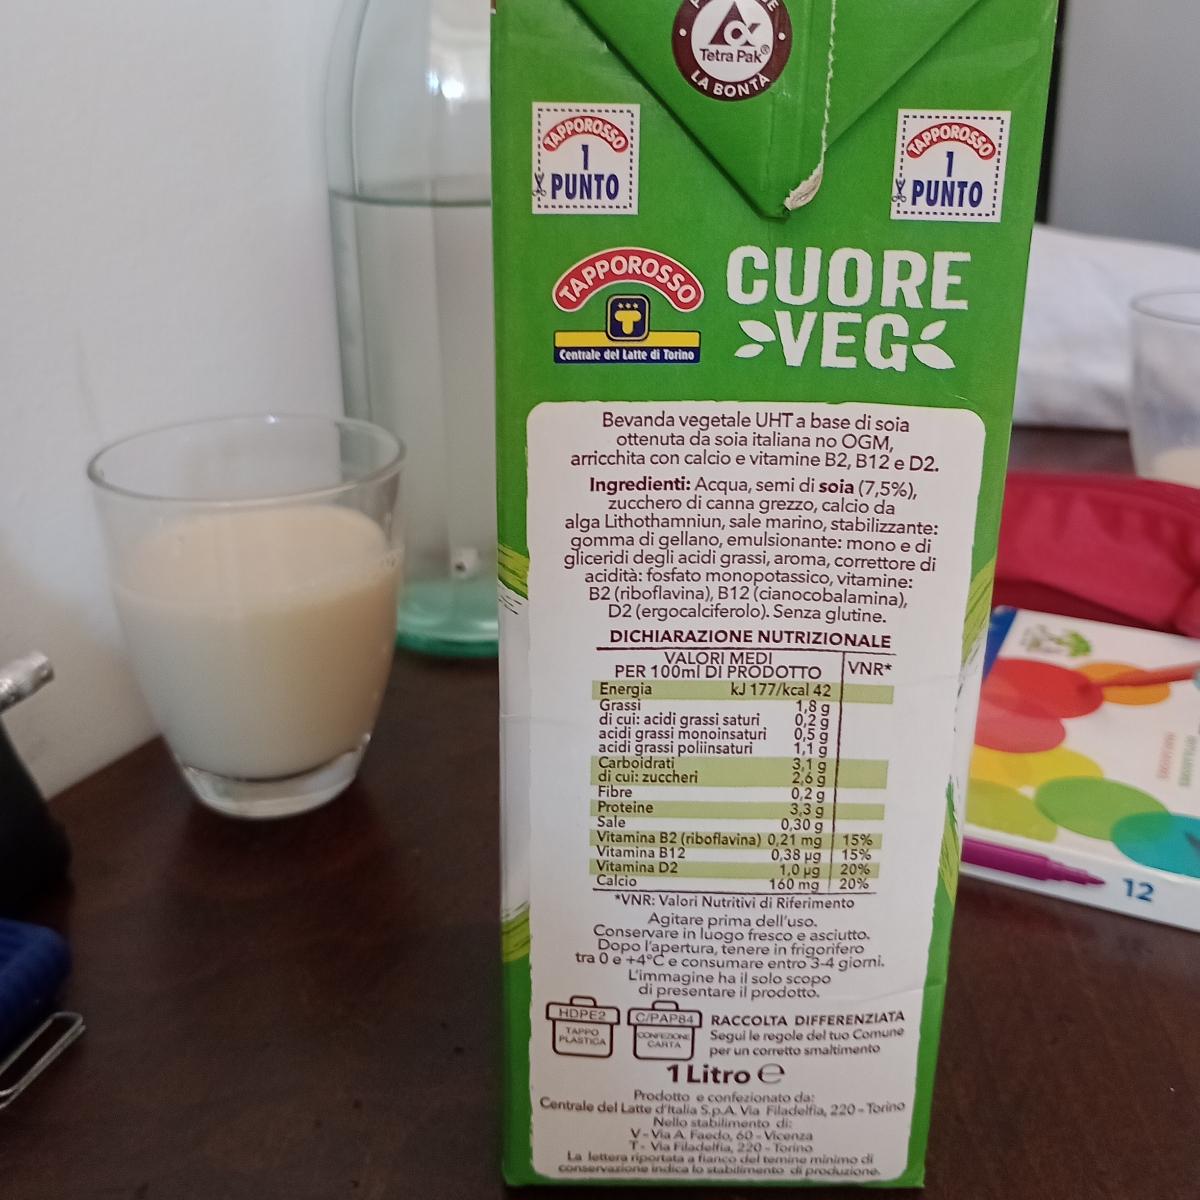 Tetra Pak®
LA BONTÀ
TAPPOROSSO
1
PUNTO
TAPPOROSSO
1
PUNTO
TAPPOROSSO
Centrale del Latte di Torino
CUORE
VEG
Bevanda vegetale UHT a base di soia
ottenuta da soia italiana no OGM,
arricchita con calcio e vitamine B2, B12 e D2.
Ingredienti: Acqua, semi di soia (7,5%),
zucchero di canna grezzo, calcio da
alga Lithothamniun, sale marino, stabilizzante:
gomma di gellano, emulsionante: mono e di
gliceridi degli acidi grassi, aroma, correttore di
acidità: fosfato monopotassico, vitamine:
B2 (riboflavina), B12 (cianocobalamina),
D2 (ergocalciferolo). Senza glutine.
DICHIARAZIONE NUTRIZIONALE
VALORI MEDI
PER 100ml DI PRODOTTO VNR*
Energia kJ 177/kcal 42
Grassi 1,8 g
di cui: acidi grassi saturi 0,2 g
acidi grassi monoinsaturi 0,5 g
acidi grassi poliinsaturi 1,1 g
Carboidrati 3,1 g
di cui: zuccheri 2,6 g
Fibre 0,2 g
Proteine 3,3 g
Sale 0,30 g
Vitamina B2 (riboflavina) 0,21 mg 15%
Vitamina B12 0,38 µg 15%
Vitamina D2 1,0 µg 20%
Calcio 160 mg 20%
*VNR: Valori Nutritivi di Riferimento
Agitare prima dell'uso.
Conservare in luogo fresco e asciutto.
Dopo l'apertura, tenere in frigorifero
tra 0 e +4°C e consumare entro 3-4 giorni.
L'immagine ha il solo scopo
di presentare il prodotto.
HDPE2
TAPPO
PLASTICA
C/PAP84
CONFEZIONE
CARTA
RACCOLTA DIFFERENZIATA
Segui le regole del tuo Comune
per un corretto smaltimento
1 Litro ℮
Prodotto e confezionato da:
Centrale del Latte d'Italia S.p.A. Via Filadelfia, 220 - Torino
Nello stabilimento di:
V - Via A. Faedo, 60 - Vicenza
T - Via Filadelfia, 220 - Torino
La lettera riportata a fianco del temine minimo di
conservazione indica lo stabilimento di produzione.
12